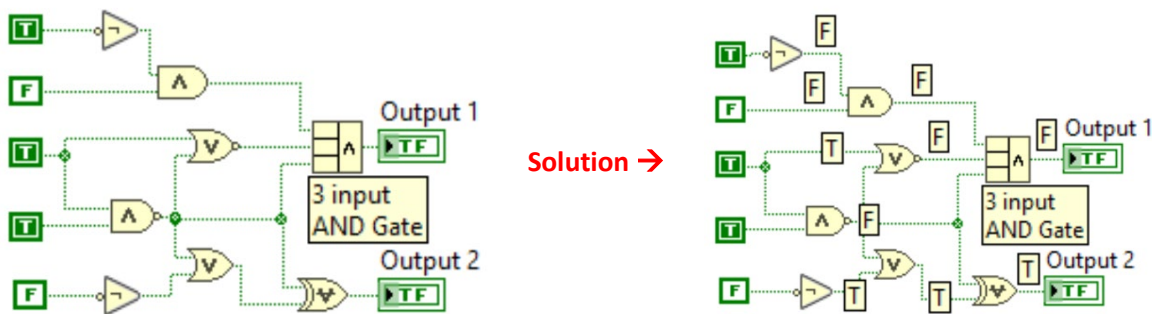 T
F
T
T
F
¬
∧
∨
∧
∨
¬
∧
⊻
3 input
AND Gate
Output 1
TF
Output 2
TF
Solution →
T
F
T
T
F
¬
F
F
∧
F
T
∨
F
∧
F
∨
¬
T
T
∧
F
3 input
AND Gate
Output 1
TF
⊻
T
Output 2
TF